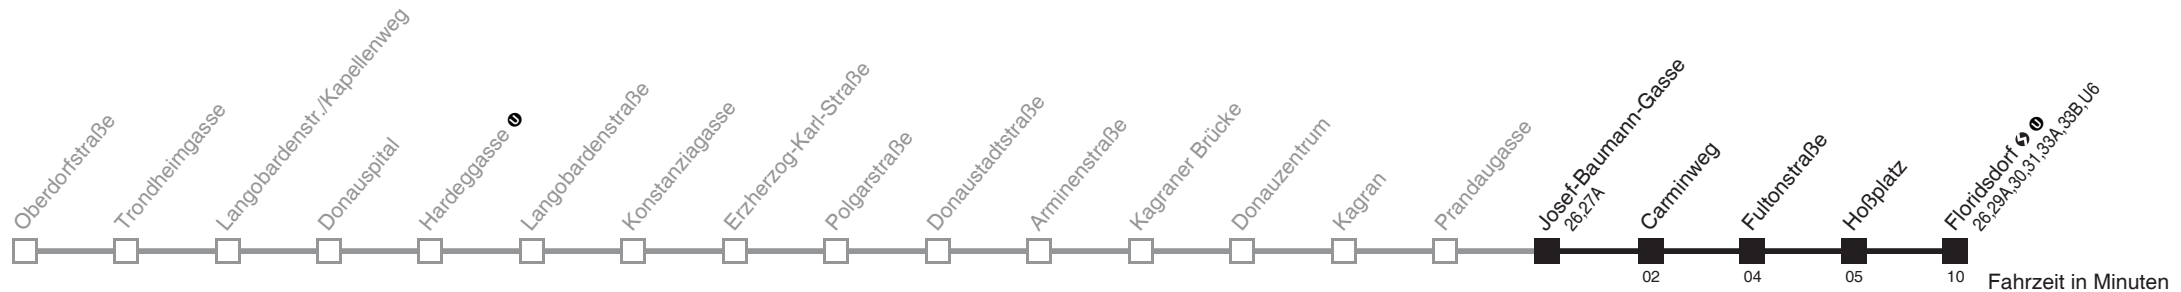 Oberdorfstraße
Trondheimgasse
Langobardenstr./Kapellenweg
Donauspital
Hardeggasse U
Langobardenstraße
Konstanziagasse
Erzherzog-Karl-Straße
Polgarstraße
Donaustadtstraße
Arminenstraße
Kagraner Brücke
Donauzentrum
Kagran
Prandaugasse
Josef-Baumann-Gasse
26,27A
Carminweg
Fultonstraße
Hoßplatz
Floridsdorf S U
26,29A,30,31,33A,33B,U6
02 04 05 10
Fahrzeit in Minuten